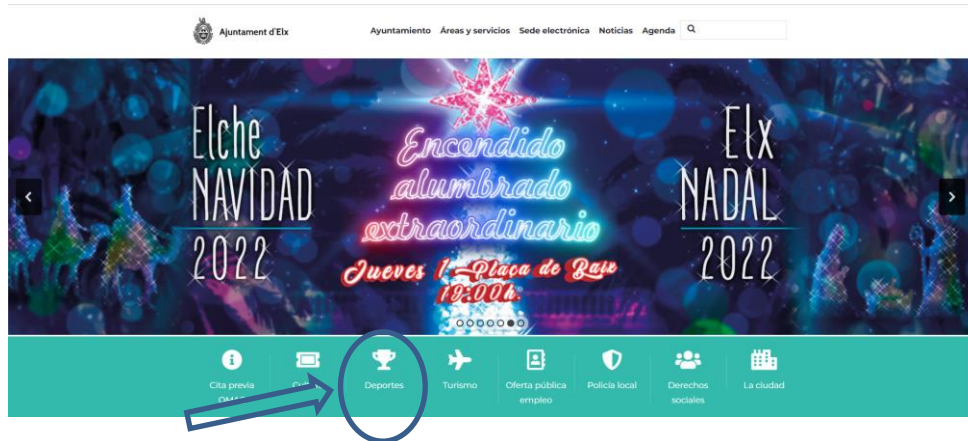 Ajuntament d'Elx
Ayuntamiento Áreas y servicios Sede electrónica Noticias Agenda
Elche
NAVIDAD
2022
Encendido
alumbrado
extraordinario
Jueves 1 - Plaça de Baix
19:00h.
Elx
NADAL
2022
Cita previa
Deportes
Turismo
Oferta pública
empleo
Policía local
Derechos
sociales
La ciudad